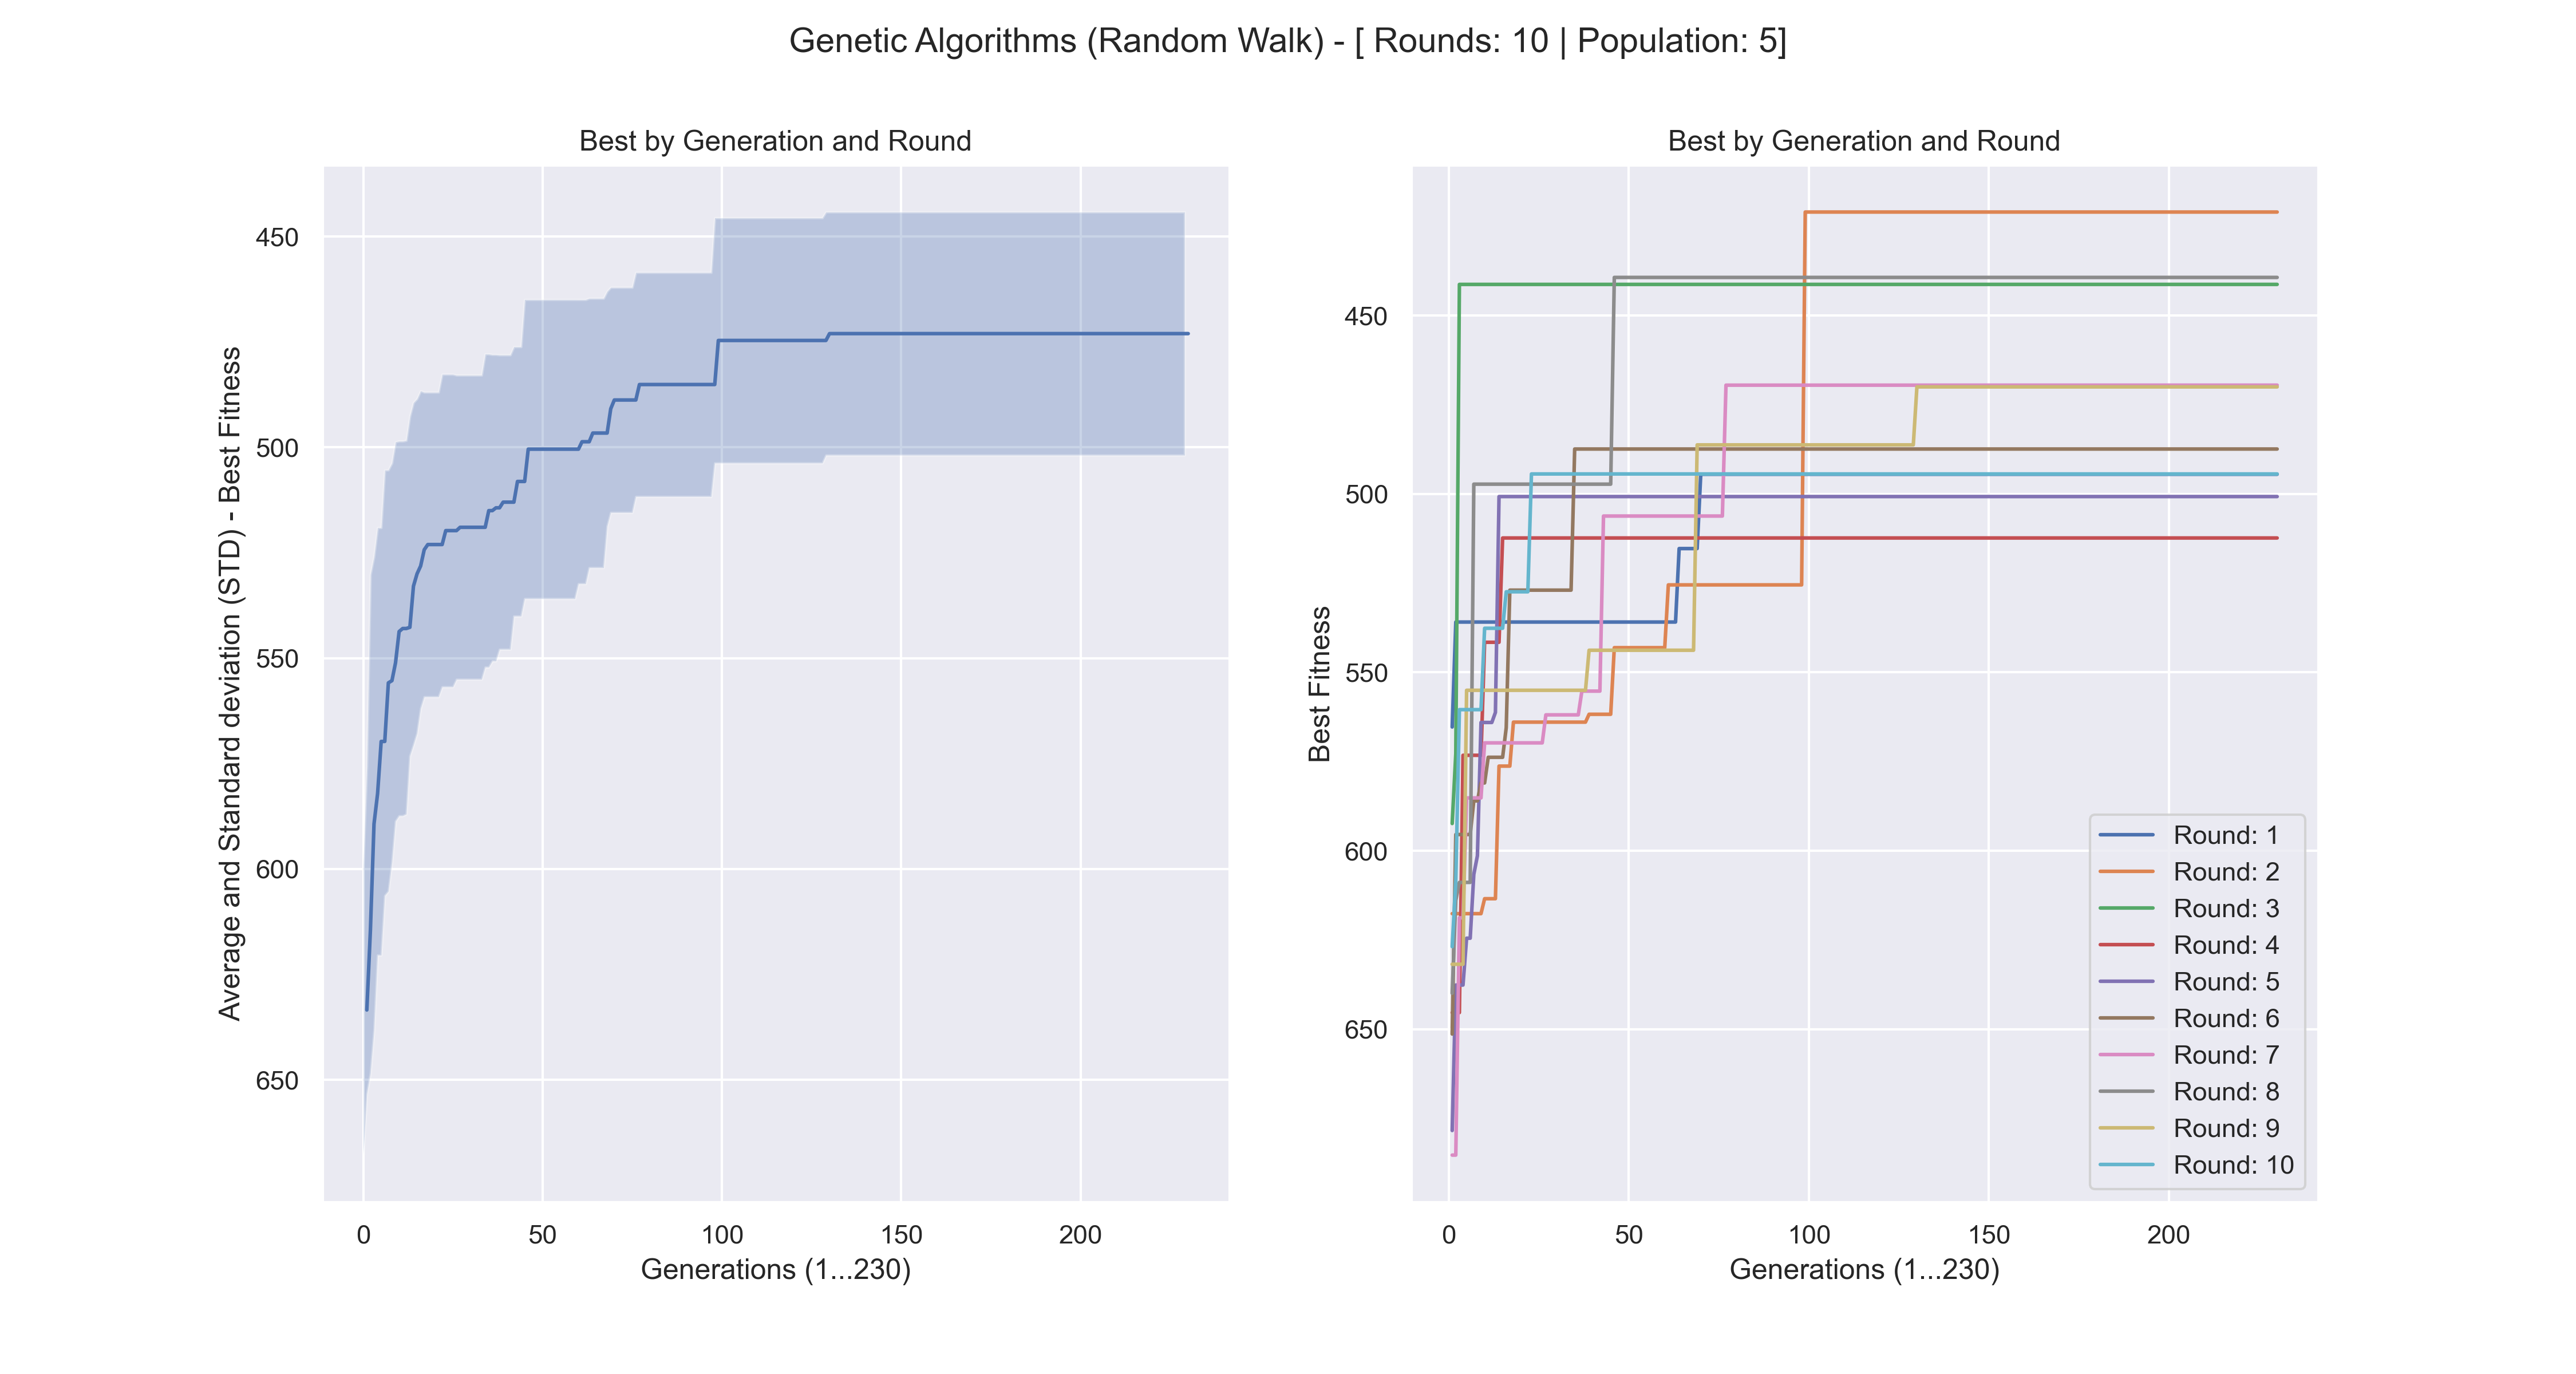 Genetic Algorithms (Random Walk) - [ Rounds: 10 | Population: 5]
Best by Generation and Round
Average and Standard deviation (STD) - Best Fitness
450
500
550
600
650
0 50 100 150 200
Generations (1...230)
Best by Generation and Round
Best Fitness
450
500
550
600
650
Round: 1
Round: 2
Round: 3
Round: 4
Round: 5
Round: 6
Round: 7
Round: 8
Round: 9
Round: 10
0 50 100 150 200
Generations (1...230)